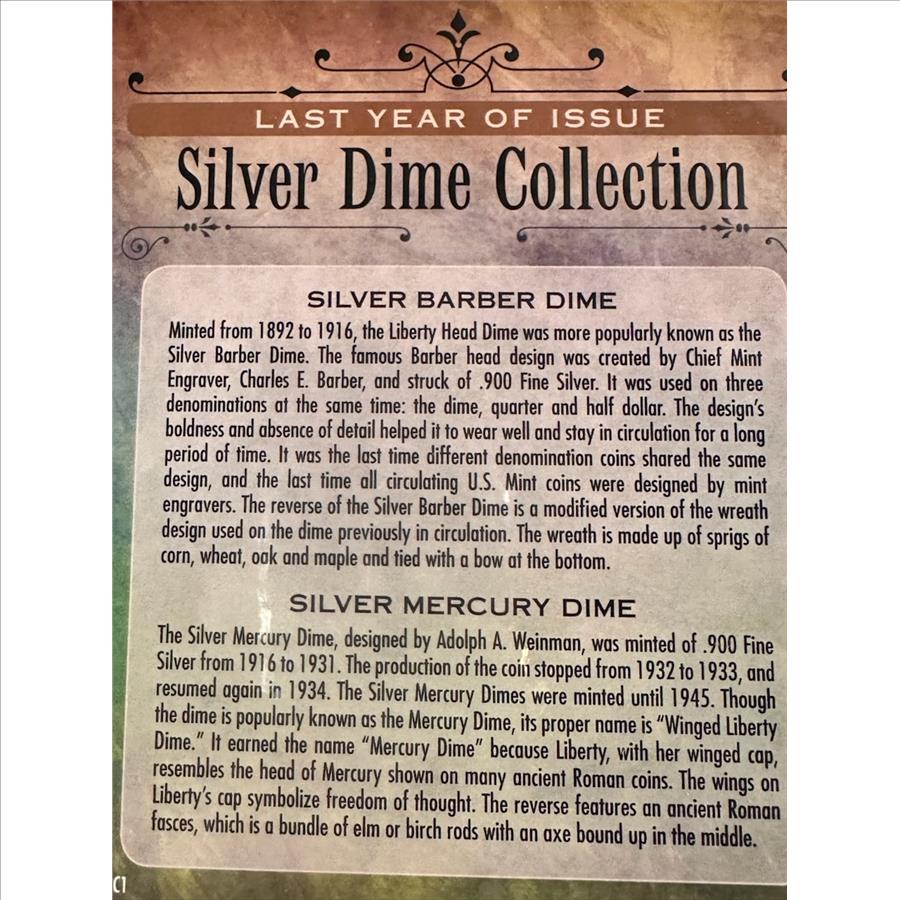 LAST YEAR OF ISSUE
Silver Dime Collection
SILVER BARBER DIME
Minted from 1892 to 1916, the Liberty Head Dime was more popularly known as the
Silver Barber Dime. The famous Barber head design was created by Chief Mint
Engraver, Charles E. Barber, and struck of .900 Fine Silver. It was used on three
denominations at the same time: the dime, quarter and half dollar. The design's
boldness and absence of detail helped it to wear well and stay in circulation for a long
period of time. It was the last time different denomination coins shared the same
design, and the last time all circulating U.S. Mint coins were designed by mint
engravers. The reverse of the Silver Barber Dime is a modified version of the wreath
design used on the dime previously in circulation. The wreath is made up of sprigs of
corn, wheat, oak and maple and tied with a bow at the bottom.
SILVER MERCURY DIME
The Silver Mercury Dime, designed by Adolph A. Weinman, was minted of .900 Fine
Silver from 1916 to 1931. The production of the coin stopped from 1932 to 1933, and
resumed again in 1934. The Silver Mercury Dimes were minted until 1945. Though
the dime is popularly known as the Mercury Dime, its proper name is "Winged Liberty
Dime." It earned the name "Mercury Dime" because Liberty, with her winged cap,
resembles the head of Mercury shown on many ancient Roman coins. The wings on
Liberty's cap symbolize freedom of thought. The reverse features an ancient Roman
fasces, which is a bundle of elm or birch rods with an axe bound up in the middle.
C1